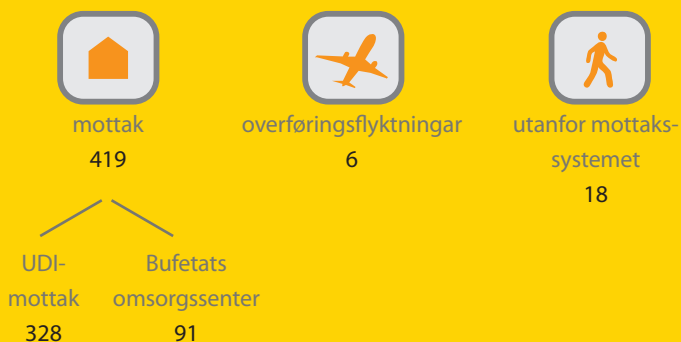 mottak
419
overføringsflyktningar
6
utanfor mottaks-
systemet
18
UDI-
mottak
328
Bufetats
omsorgssenter
91